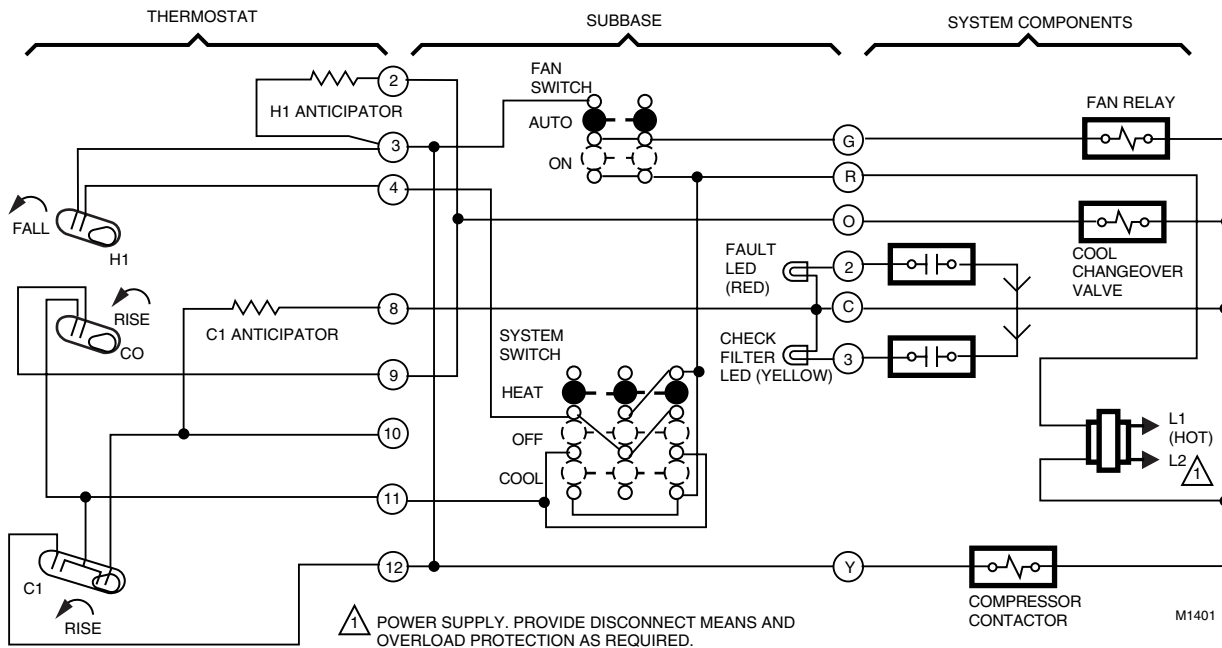 THERMOSTAT
SUBBASE
SYSTEM COMPONENTS
2
H1 ANTICIPATOR
3
4
FALL
H1
RISE
CO
C1 ANTICIPATOR
8
9
10
11
C1
RISE
12
FAN
SWITCH
AUTO
ON
G
R
O
FAULT
LED
(RED)
2
C
CHECK
FILTER
LED (YELLOW)
3
SYSTEM
SWITCH
HEAT
OFF
COOL
Y
FAN RELAY
COOL
CHANGEOVER
VALVE
L1
(HOT)
L2
1
COMPRESSOR
CONTACTOR
1 POWER SUPPLY. PROVIDE DISCONNECT MEANS AND
OVERLOAD PROTECTION AS REQUIRED.
M1401